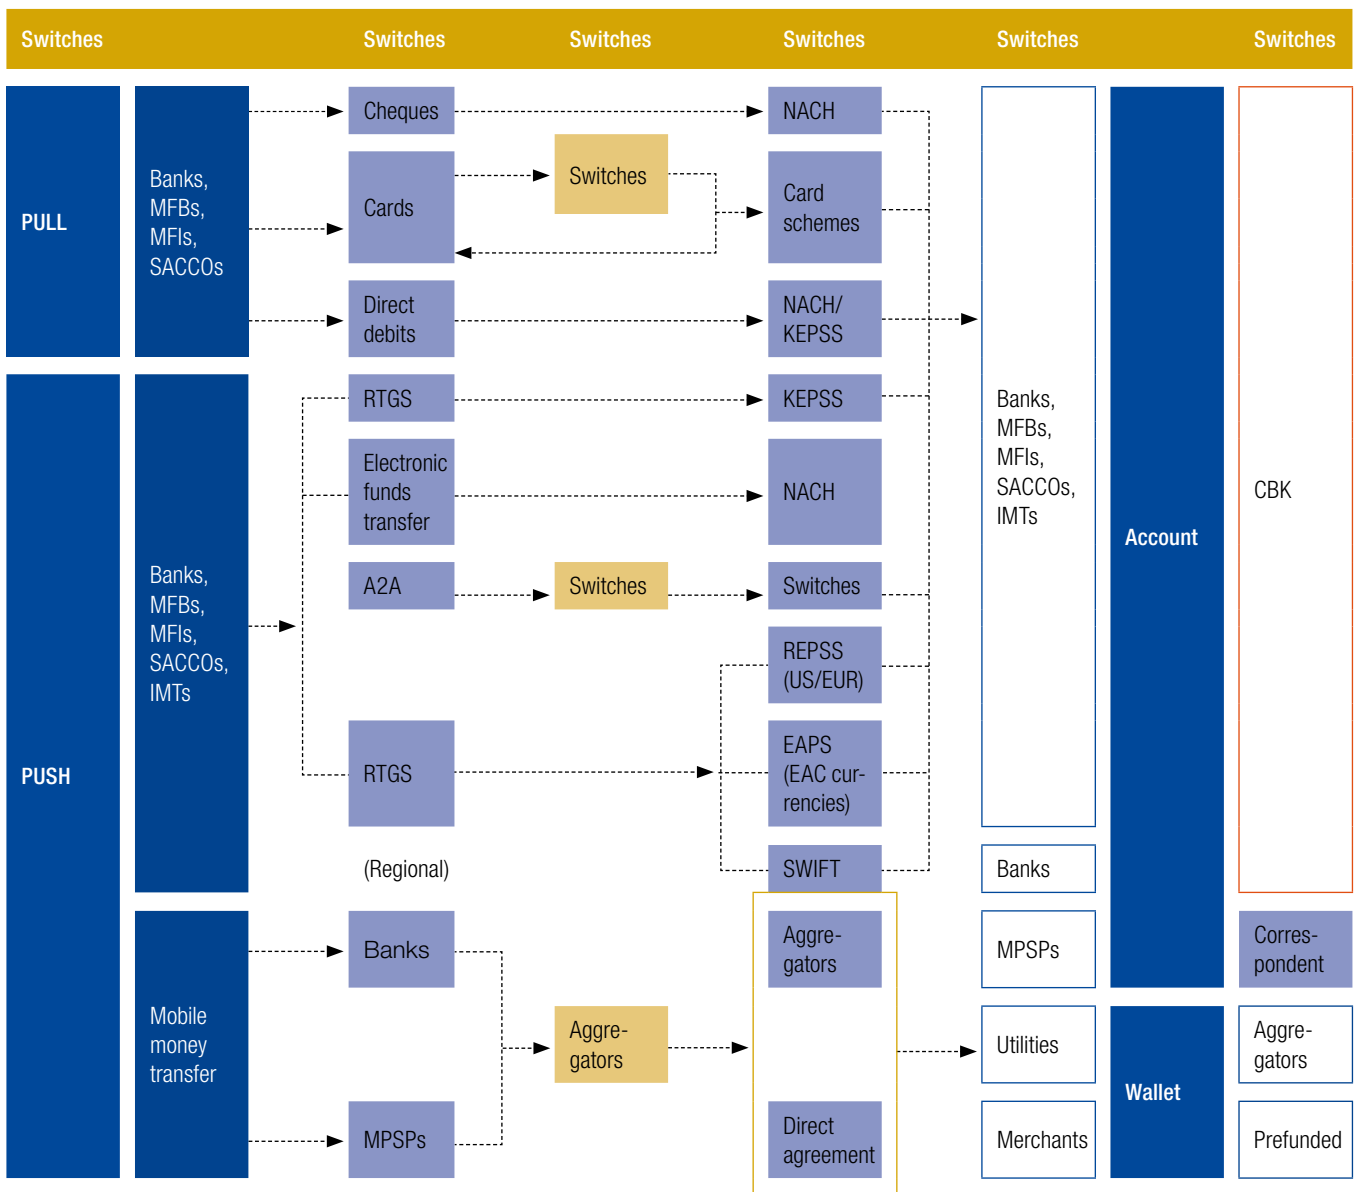 Switches
Switches
Switches
Switches
Switches
Switches
PULL
Banks,
MFBs,
MFIs,
SACCOs
Cheques
NACH
Cards
Switches
Card
schemes
Direct
debits
NACH/
KEPSS
PUSH
Banks,
MFBs,
MFIs,
SACCOs,
IMTs
RTGS
KEPSS
Electronic
funds
transfer
NACH
A2A
Switches
Switches
REPSS
(US/EUR)
RTGS
EAPS
(EAC cur-
rencies)
(Regional)
SWIFT
Banks,
MFBs,
MFIs,
SACCOs,
IMTs
Banks
Account
CBK
Mobile
money
transfer
Banks
MPSPs
Aggre-
gators
Aggre-
gators
Direct
agreement
MPSPs
Utilities
Merchants
Wallet
Corres-
pondent
Aggre-
gators
Prefunded